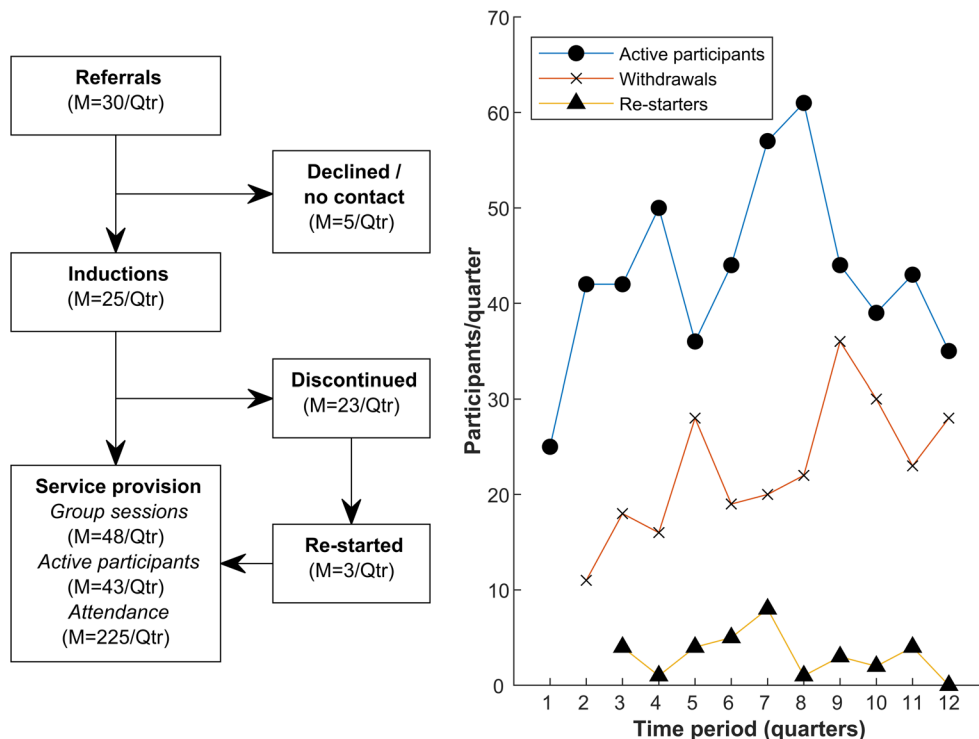 Referrals
(M=30/Qtr)
Declined /
no contact
(M=5/Qtr)
Inductions
(M=25/Qtr)
Discontinued
(M=23/Qtr)
Service provision
Group sessions
(M=48/Qtr)
Active participants
(M=43/Qtr)
Attendance
(M=225/Qtr)
Re-started
(M=3/Qtr)
Active participants
Withdrawals
Re-starters
Participants/quarter
70
60
50
40
30
20
10
0
1 2 3 4 5 6 7 8 9 10 11 12
Time period (quarters)